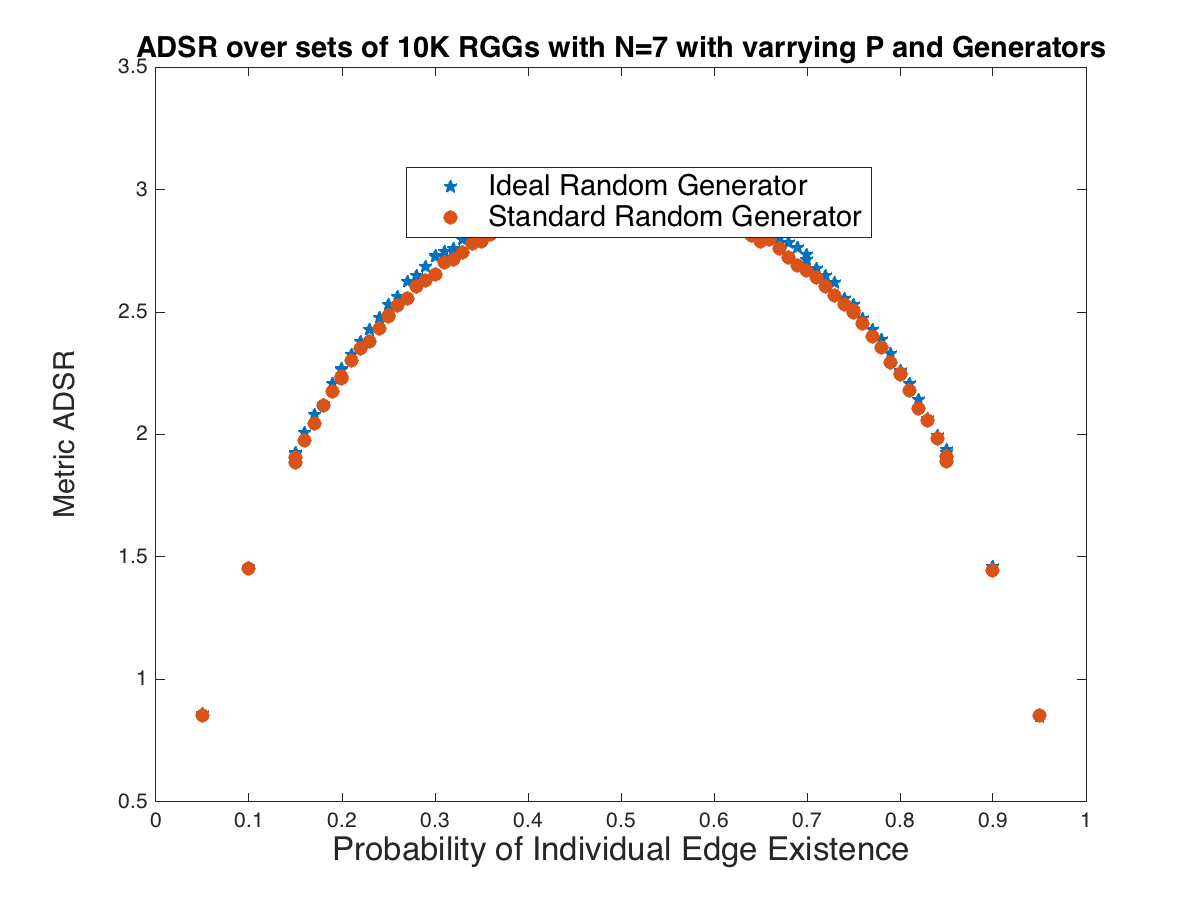 ADSR over sets of 10K RGGs with N=7 with varrying P and Generators
3.5
3
2.5
2
1.5
1
0.5
Metric ADSR
Ideal Random Generator
Standard Random Generator
0 0.1 0.2 0.3 0.4 0.5 0.6 0.7 0.8 0.9 1
Probability of Individual Edge Existence